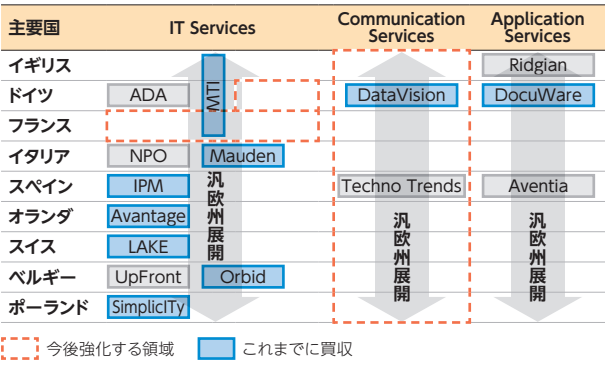 主要国 IT Services Communication Services Application Services
イギリス MTI Ridgian
ドイツ ADA DataVision DocuWare
フランス
イタリア NPO Mauden
スペイン IPM Techno Trends Aventia
オランダ Avantage
スイス LAKE
ベルギー UpFront Orbid
ポーランド SimplicITy
汎欧州展開
汎欧州展開
汎欧州展開
今後強化する領域 これまでに買収